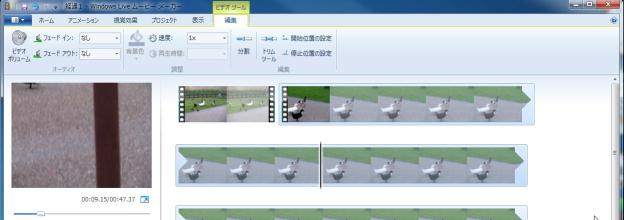 短遠1 - Windows Live ムービー メーカー
ビデオ ツール
ホーム アニメーション 視覚効果 プロジェクト 表示 編集
ビデオ ボリューム
フェード イン: なし
フェード アウト: なし
オーディオ
背景色
速度: 1x
再生時間:
調整
分割
トリム ツール
開始位置の設定
停止位置の設定
編集
00:09.15/00:47.37